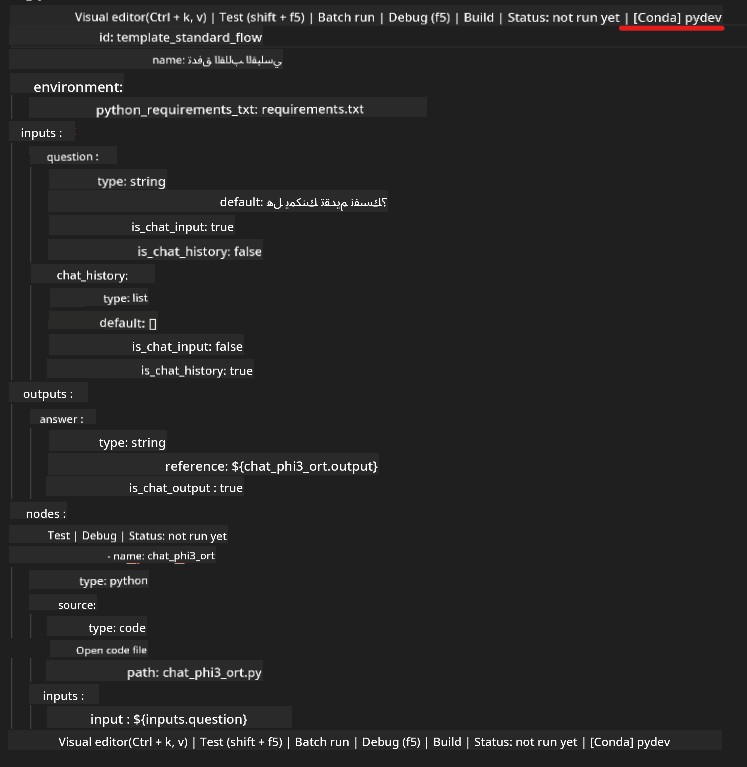 Visual editor(Ctrl + k, v) | Test (shift + f5) | Batch run | Debug (f5) | Build | Status: not run yet | [Conda] pydev
id: template_standard_flow
name:
environment:
python_requirements_txt: requirements.txt
inputs :
question :
type: string
default:
is_chat_input: true
is_chat_history: false
chat_history:
type: list
default: []
is_chat_input: false
is_chat_history: true
outputs :
answer :
type: string
reference: ${chat_phi3_ort.output}
is_chat_output : true
nodes :
Test | Debug | Status: not run yet
- name: chat_phi3_ort
type: python
source:
type: code
Open code file
path: chat_phi3_ort.py
inputs :
input : ${inputs.question}
Visual editor(Ctrl + k, v) | Test (shift + f5) | Batch run | Debug (f5) | Build | Status: not run yet | [Conda] pydev